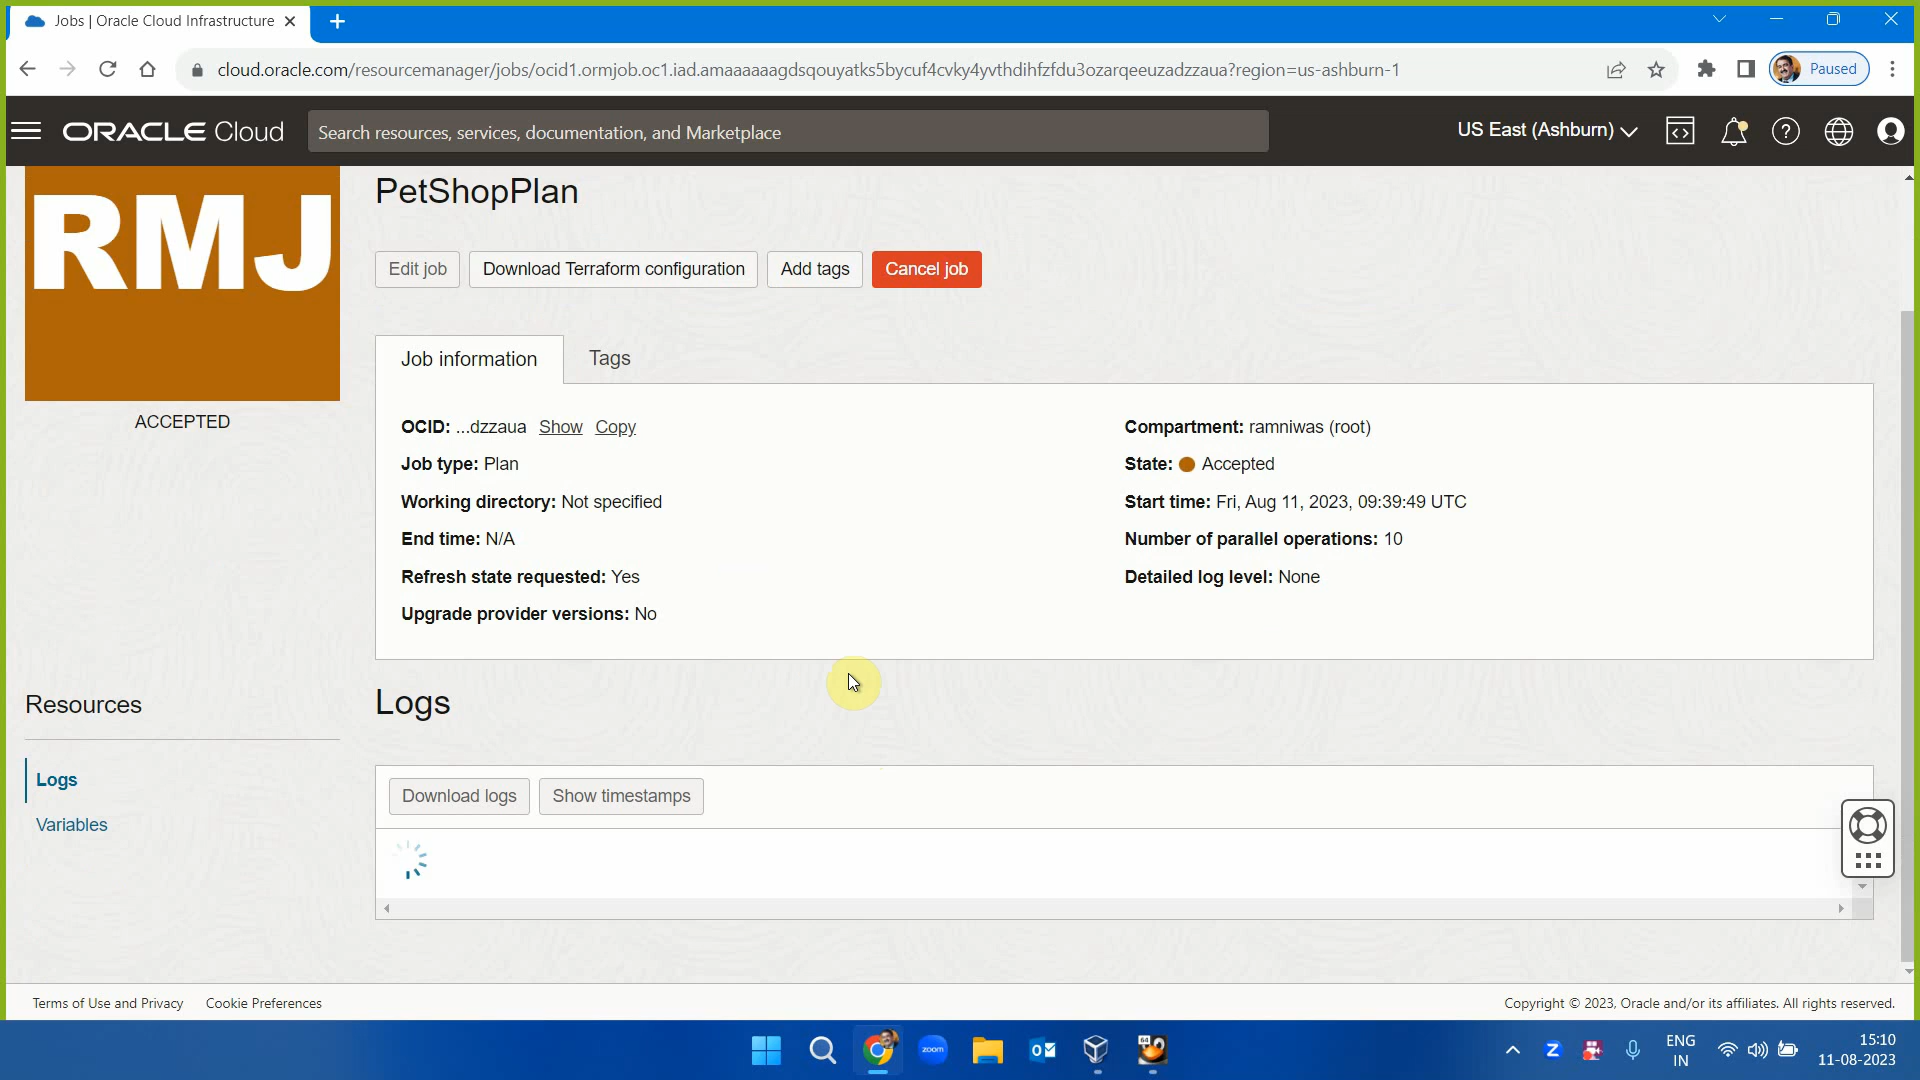 Jobs | Oracle Cloud Infrastructure
cloud.oracle.com/resourcemanager/jobs/ocid1.ormjob.oc1.iad.amaaaaaagdsqouyatks5bycuf4cvky4yvthdihfzfdu3ozarqeeuzadzzaua?region=us-ashburn-1
Paused
ORACLE Cloud
Search resources, services, documentation, and Marketplace
US East (Ashburn)
RMJ
ACCEPTED
PetShopPlan
Edit job
Download Terraform configuration
Add tags
Cancel job
Job information
Tags
OCID: ...dzzaua Show Copy
Job type: Plan
Working directory: Not specified
End time: N/A
Refresh state requested: Yes
Upgrade provider versions: No
Compartment: ramniwas (root)
State: Accepted
Start time: Fri, Aug 11, 2023, 09:39:49 UTC
Number of parallel operations: 10
Detailed log level: None
Resources
Logs
Variables
Logs
Download logs
Show timestamps
Terms of Use and Privacy
Cookie Preferences
Copyright © 2023, Oracle and/or its affiliates. All rights reserved.
zoom
64
Z
ENG
IN
15:10
11-08-2023